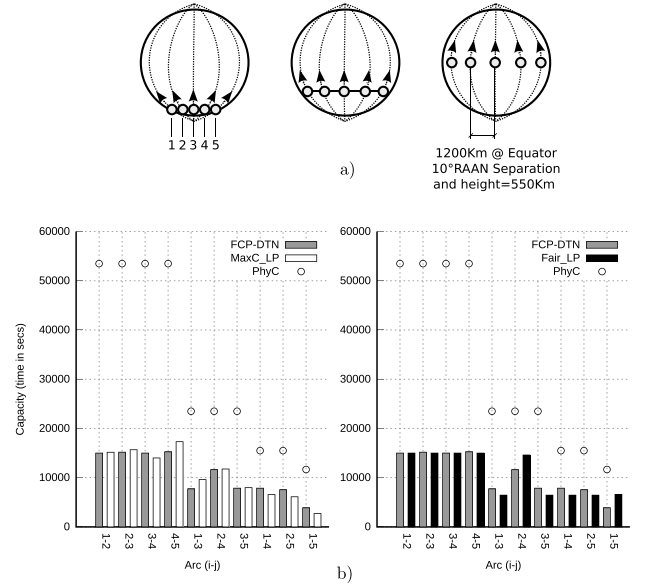 1 2 3 4 5
1200Km @ Equator
10°RAAN Separation
and height=550Km
a)
60000
50000
40000
30000
20000
10000
0
Capacity (time in secs)
FCP-DTN
MaxC_LP
PhyC
1-2
2-3
3-4
4-5
1-3
2-4
3-5
1-4
2-5
1-5
Arc (i-j)
60000
50000
40000
30000
20000
10000
0
FCP-DTN
Fair_LP
PhyC
1-2
2-3
3-4
4-5
1-3
2-4
3-5
1-4
2-5
1-5
Arc (i-j)
b)